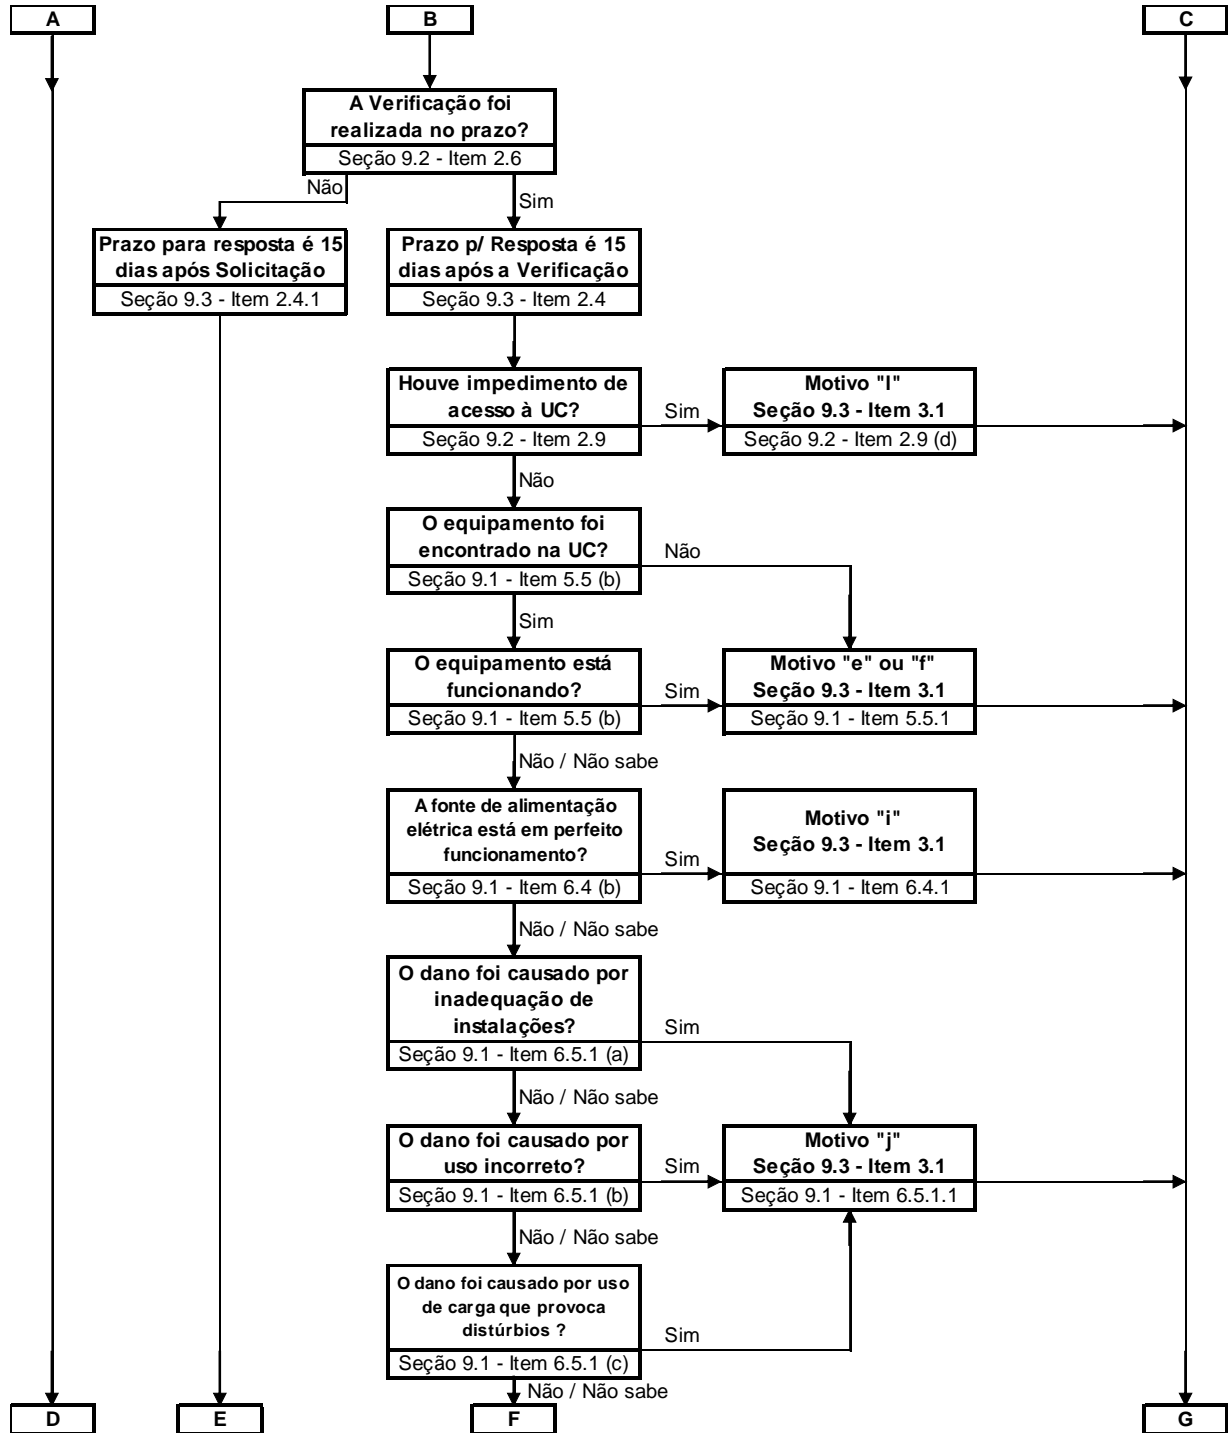 A
B
C
A Verificação foi
realizada no prazo?
Seção 9.2 - Item 2.6
Não
Sim
Prazo para resposta é 15
dias após Solicitação
Seção 9.3 - Item 2.4.1
Prazo p/ Resposta é 15
dias após a Verificação
Seção 9.3 - Item 2.4
Houve impedimento de
acesso à UC?
Seção 9.2 - Item 2.9
Sim
Motivo "l"
Seção 9.3 - Item 3.1
Seção 9.2 - Item 2.9 (d)
Não
O equipamento foi
encontrado na UC?
Seção 9.1 - Item 5.5 (b)
Não
Sim
O equipamento está
funcionando?
Seção 9.1 - Item 5.5 (b)
Sim
Motivo "e" ou "f"
Seção 9.3 - Item 3.1
Seção 9.1 - Item 5.5.1
Não / Não sabe
A fonte de alimentação
elétrica está em perfeito
funcionamento?
Seção 9.1 - Item 6.4 (b)
Sim
Motivo "i"
Seção 9.3 - Item 3.1
Seção 9.1 - Item 6.4.1
Não / Não sabe
O dano foi causado por
inadequação de
instalações?
Seção 9.1 - Item 6.5.1 (a)
Sim
Não / Não sabe
O dano foi causado por
uso incorreto?
Seção 9.1 - Item 6.5.1 (b)
Sim
Motivo "j"
Seção 9.3 - Item 3.1
Seção 9.1 - Item 6.5.1.1
Não / Não sabe
O dano foi causado por uso
de carga que provoca
distúrbios ?
Seção 9.1 - Item 6.5.1 (c)
Sim
Não / Não sabe
D
E
F
G